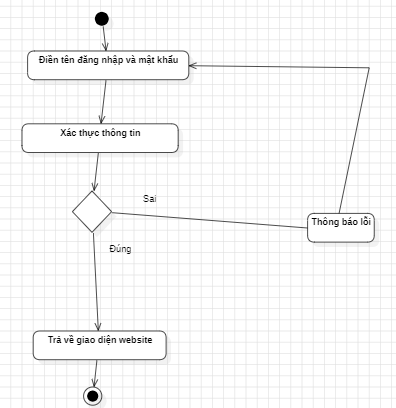 Điền tên đăng nhập và mật khẩu
Xác thực thông tin
Sai
Thông báo lỗi
Đúng
Trả về giao diện website